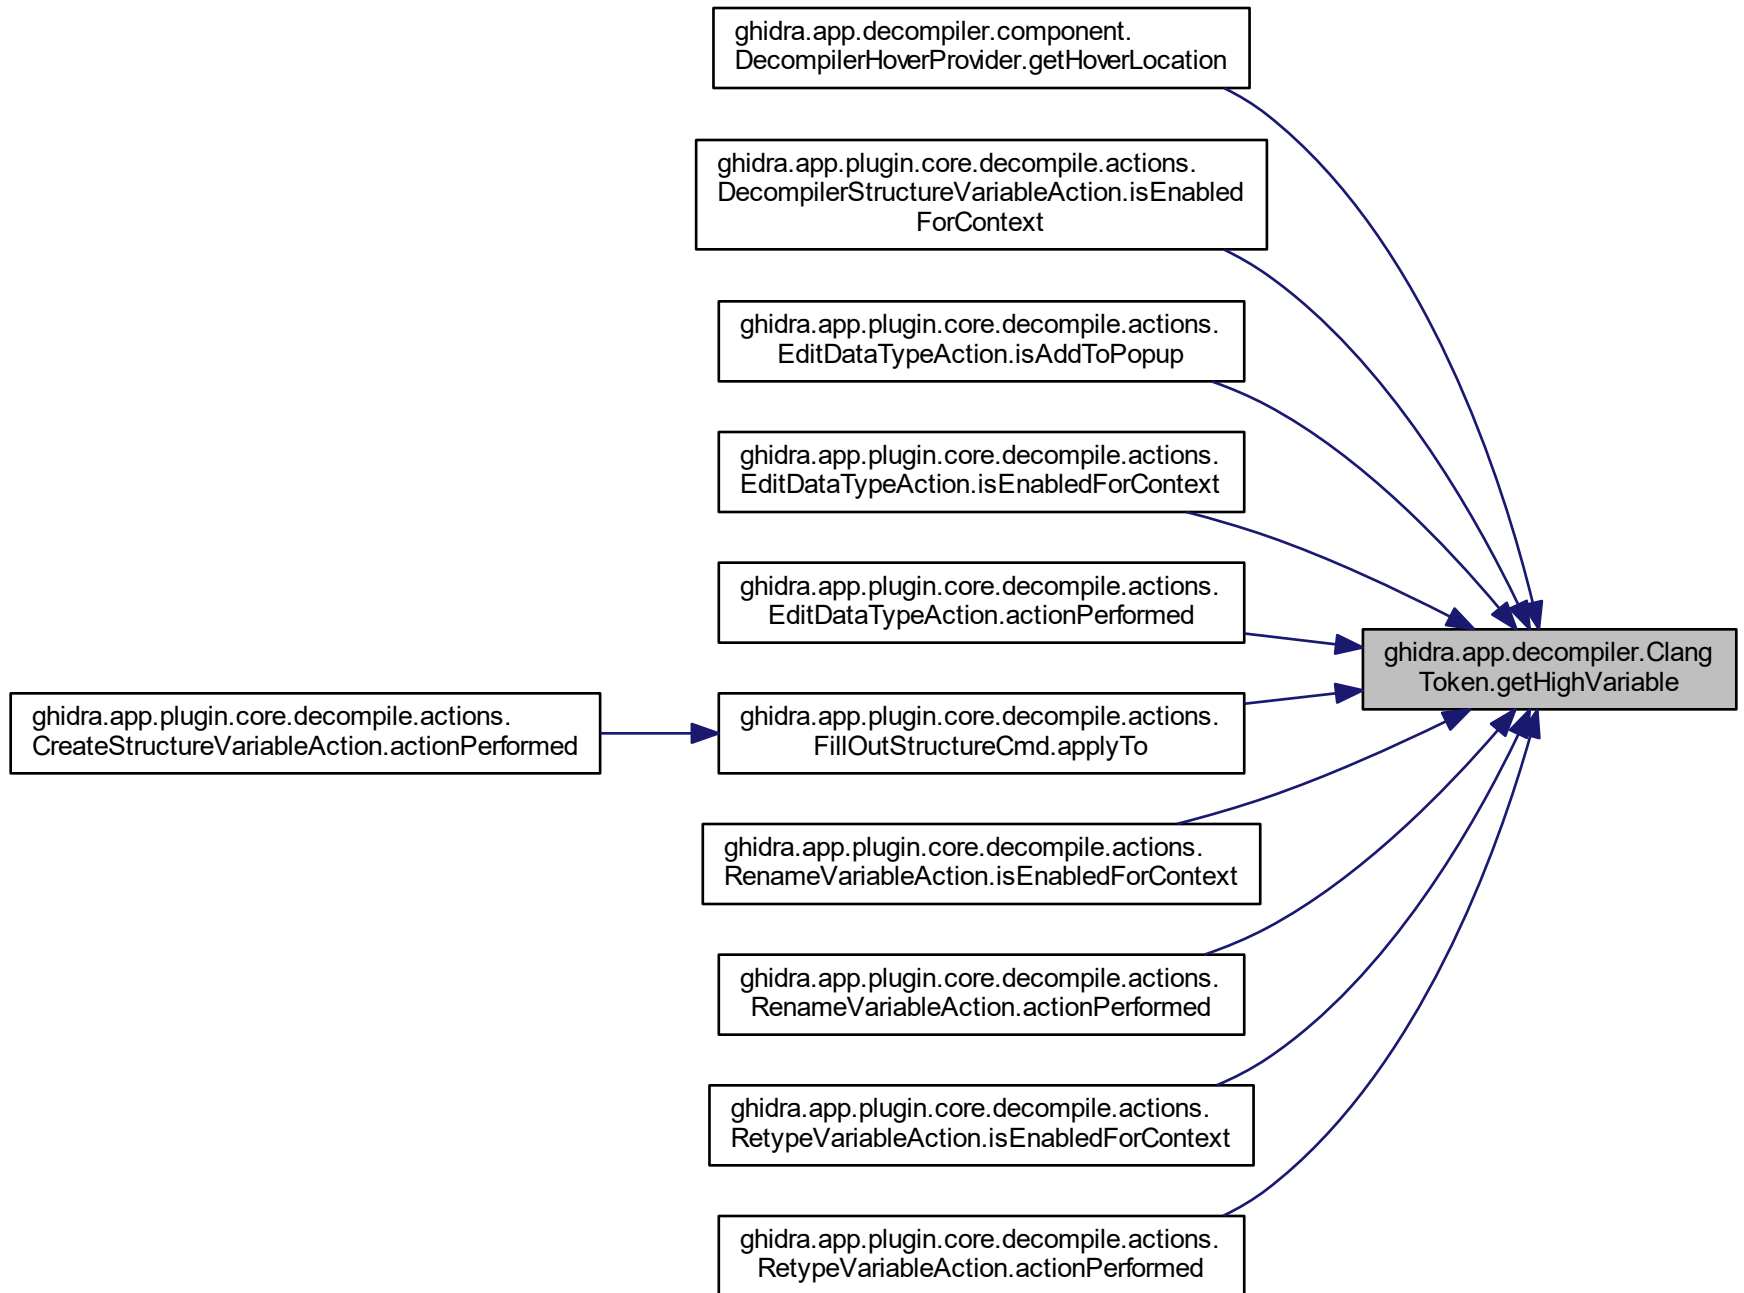 ghidra.app.decompiler.component.
DecompilerHoverProvider.getHoverLocation
ghidra.app.plugin.core.decompile.actions.
DecompilerStructureVariableAction.isEnabled
ForContext
ghidra.app.plugin.core.decompile.actions.
EditDataTypeAction.isAddToPopup
ghidra.app.plugin.core.decompile.actions.
EditDataTypeAction.isEnabledForContext
ghidra.app.plugin.core.decompile.actions.
EditDataTypeAction.actionPerformed
ghidra.app.decompiler.Clang
Token.getHighVariable
ghidra.app.plugin.core.decompile.actions.
CreateStructureVariableAction.actionPerformed
ghidra.app.plugin.core.decompile.actions.
FillOutStructureCmd.applyTo
ghidra.app.plugin.core.decompile.actions.
RenameVariableAction.isEnabledForContext
ghidra.app.plugin.core.decompile.actions.
RenameVariableAction.actionPerformed
ghidra.app.plugin.core.decompile.actions.
RetypeVariableAction.isEnabledForContext
ghidra.app.plugin.core.decompile.actions.
RetypeVariableAction.actionPerformed